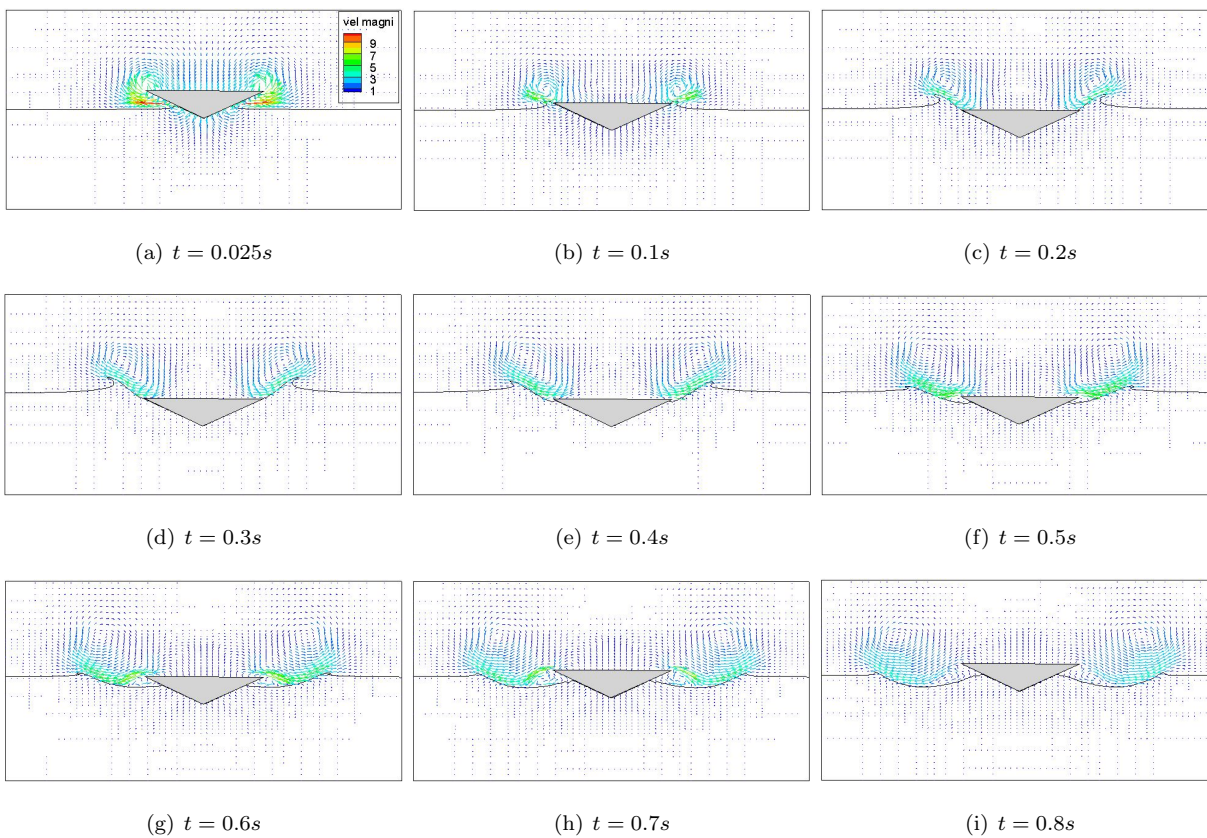 vel magni
9
7
5
3
1
(a) t = 0.025s
(b) t = 0.1s
(c) t = 0.2s
(d) t = 0.3s
(e) t = 0.4s
(f) t = 0.5s
(g) t = 0.6s
(h) t = 0.7s
(i) t = 0.8s